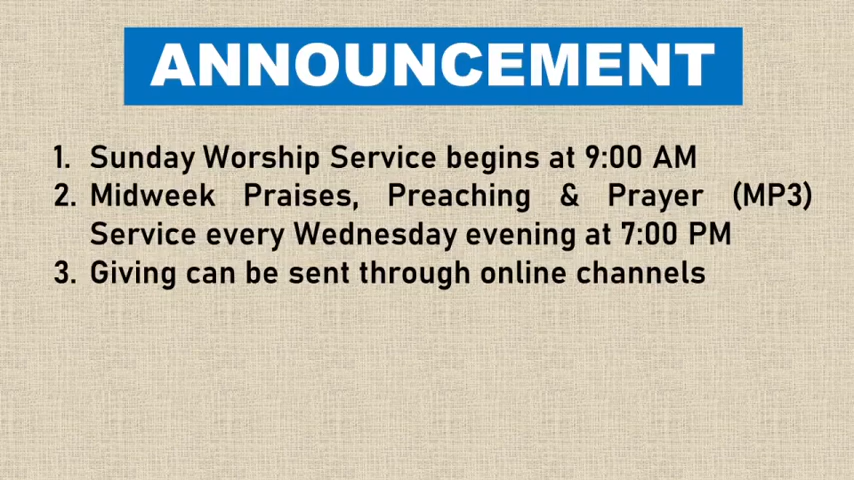 ANNOUNCEMENT
1. Sunday Worship Service begins at 9:00 AM
2. Midweek Praises, Preaching & Prayer (MP3)
Service every Wednesday evening at 7:00 PM
3. Giving can be sent through online channels